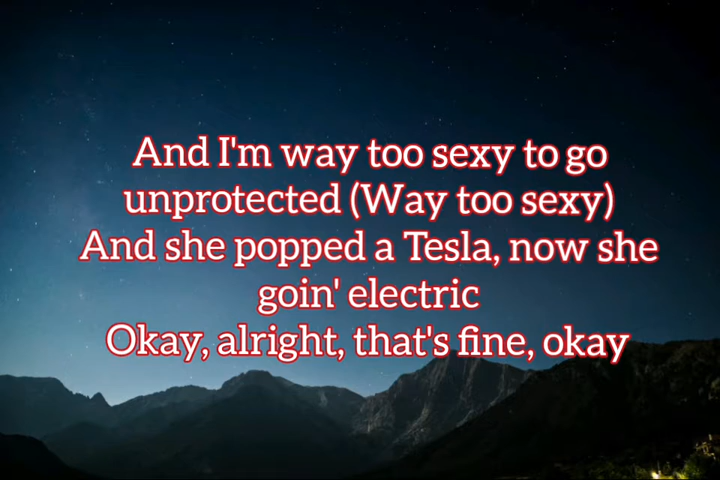 And I'm way too sexy to go
unprotected (Way too sexy)
And she popped a Tesla, now she
goin' electric
Okay, alright, that's fine, okay